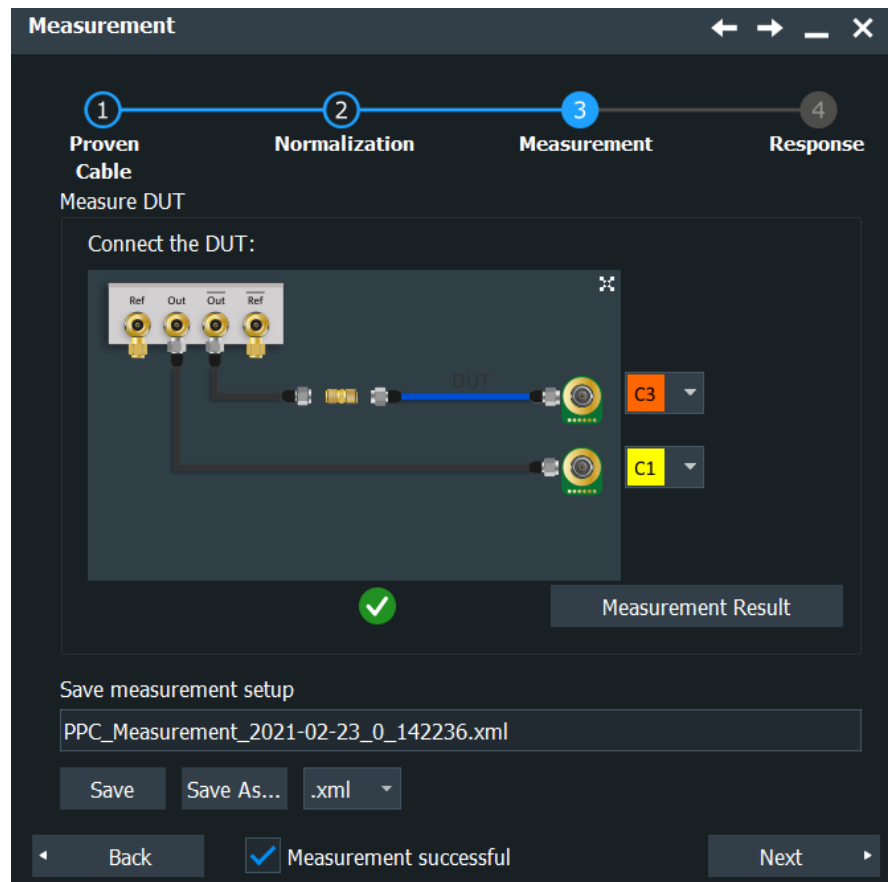 Measurement
1 2 3 4
Proven Cable Normalization Measurement Response
Measure DUT
Connect the DUT:
Ref Out Out Ref
DUT
C3
C1
Measurement Result
Save measurement setup
PPC_Measurement_2021-02-23_0_142236.xml
Save Save As... .xml
Back Measurement successful Next